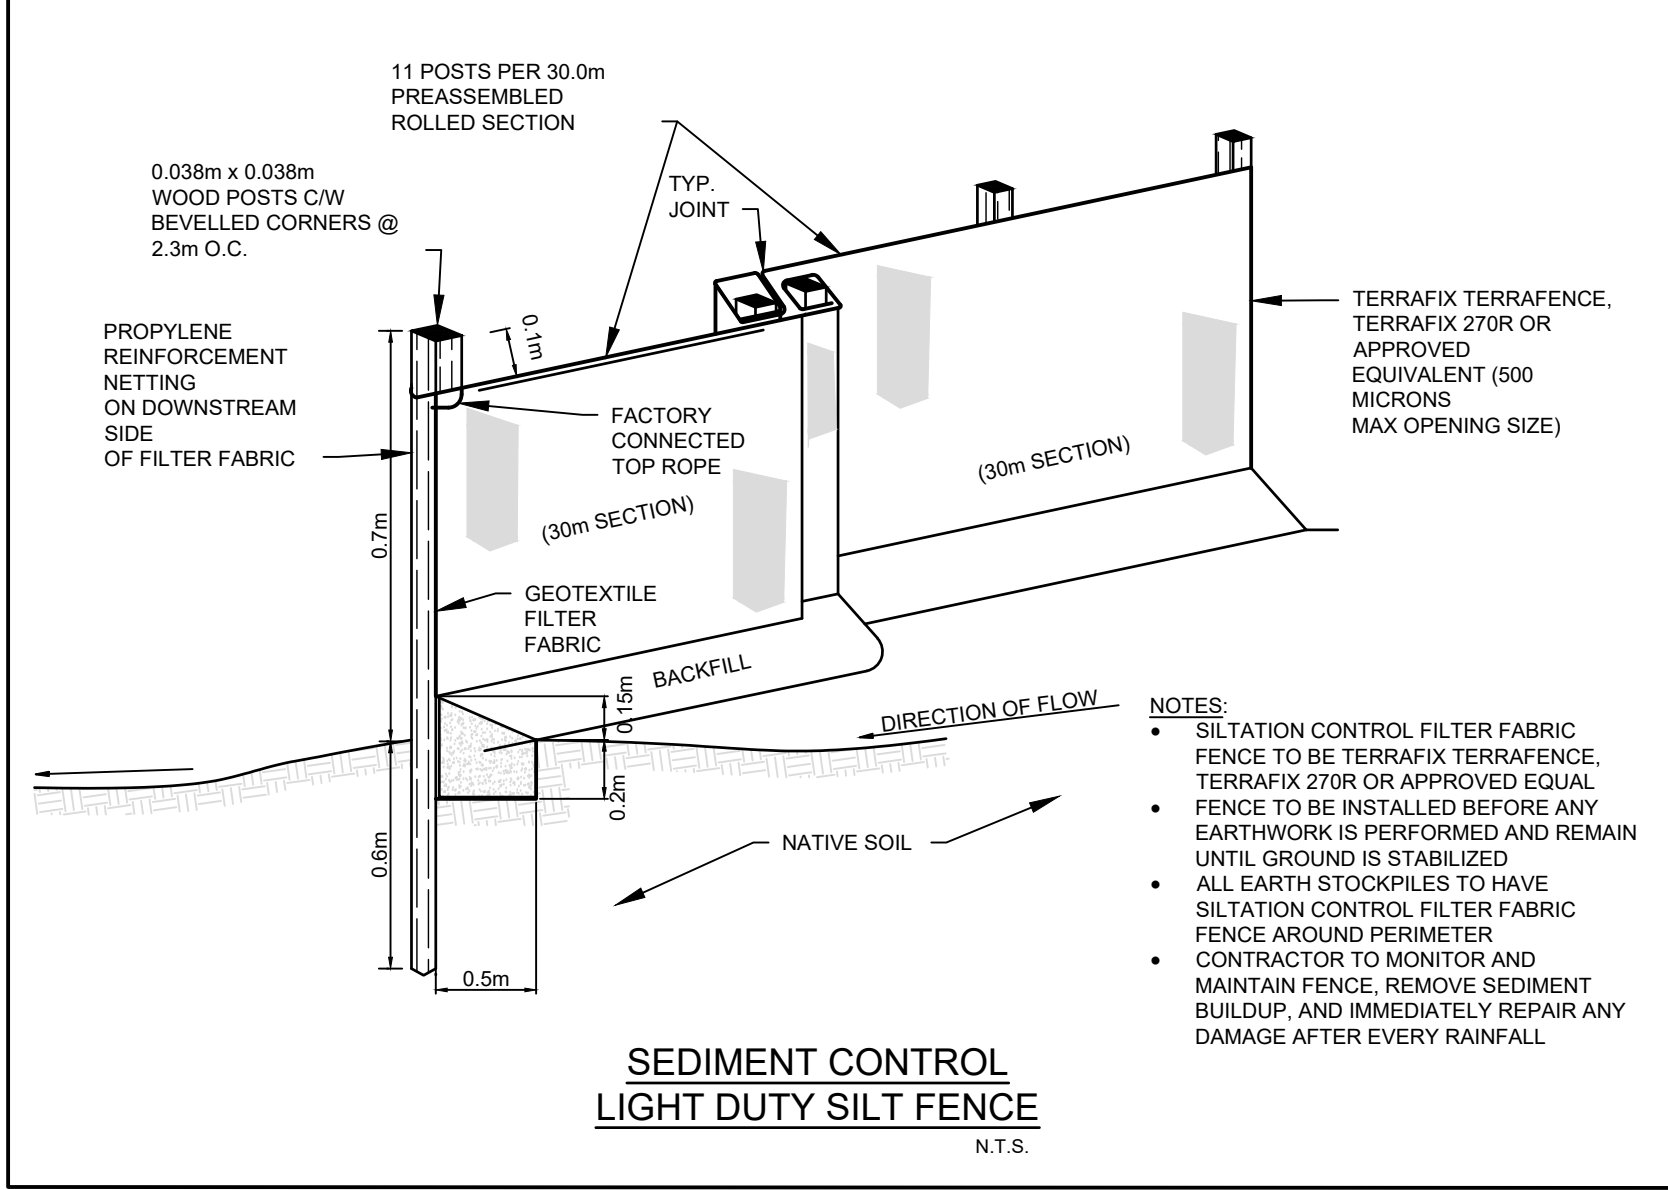 11 POSTS PER 30.0m
PREASSEMBLED
ROLLED SECTION
0.038m x 0.038m
WOOD POSTS C/W
BEVELLED CORNERS @
2.3m O.C.
TYP.
JOINT
PROPYLENE
REINFORCEMENT
NETTING
ON DOWNSTREAM
SIDE
OF FILTER FABRIC
0.1m
TERRAFIX TERRAFENCE,
TERRAFIX 270R OR
APPROVED
EQUIVALENT (500
MICRONS
MAX OPENING SIZE)
FACTORY
CONNECTED
TOP ROPE
(30m SECTION)
(30m SECTION)
0.7m
GEOTEXTILE
FILTER
FABRIC
BACKFILL
0.15m
DIRECTION OF FLOW
0.2m
0.6m
NATIVE SOIL
0.5m
NOTES:
• SILTATION CONTROL FILTER FABRIC
FENCE TO BE TERRAFIX TERRAFENCE,
TERRAFIX 270R OR APPROVED EQUAL
• FENCE TO BE INSTALLED BEFORE ANY
EARTHWORK IS PERFORMED AND REMAIN
UNTIL GROUND IS STABILIZED
• ALL EARTH STOCKPILES TO HAVE
SILTATION CONTROL FILTER FABRIC
FENCE AROUND PERIMETER
• CONTRACTOR TO MONITOR AND
MAINTAIN FENCE, REMOVE SEDIMENT
BUILDUP, AND IMMEDIATELY REPAIR ANY
DAMAGE AFTER EVERY RAINFALL
SEDIMENT CONTROL
LIGHT DUTY SILT FENCE
N.T.S.